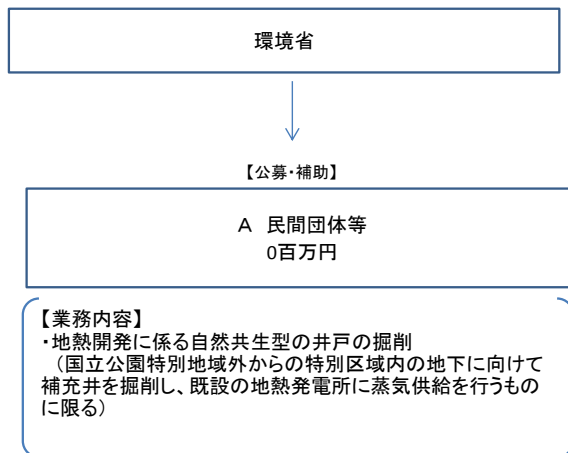 環境省
【公募・補助】
A 民間団体等
0百万円
【業務内容】
・地熱開発に係る自然共生型の井戸の掘削
（国立公園特別地域外からの特別区域内の地下に向けて
補充井を掘削し、既設の地熱発電所に蒸気供給を行うもの
に限る）